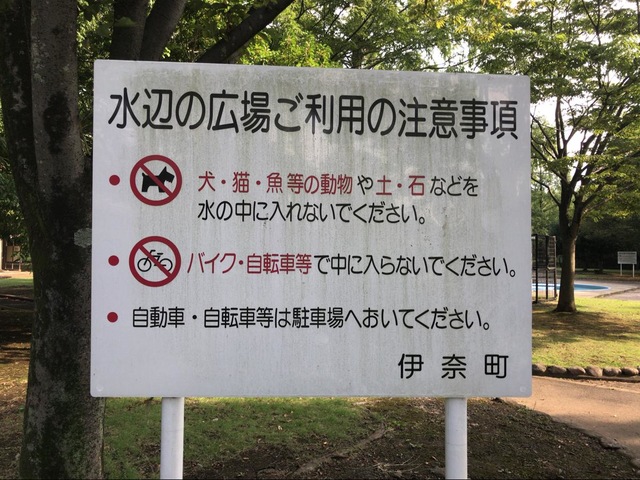 水辺の広場ご利用の注意事項
● 犬・猫・魚等の動物や土・石などを
水の中に入れないでください。
● バイク・自転車等で中に入らないでください。
● 自動車・自転車等は駐車場へおいてください。
伊奈町